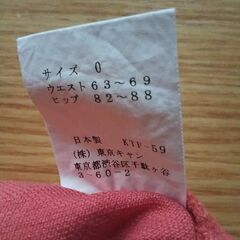 サイズ 0
ウエスト 63〜69
ヒップ 82〜88
日本製 KTF-59
(株)東京キャン
東京都渋谷区千駄ヶ谷
3-60-2